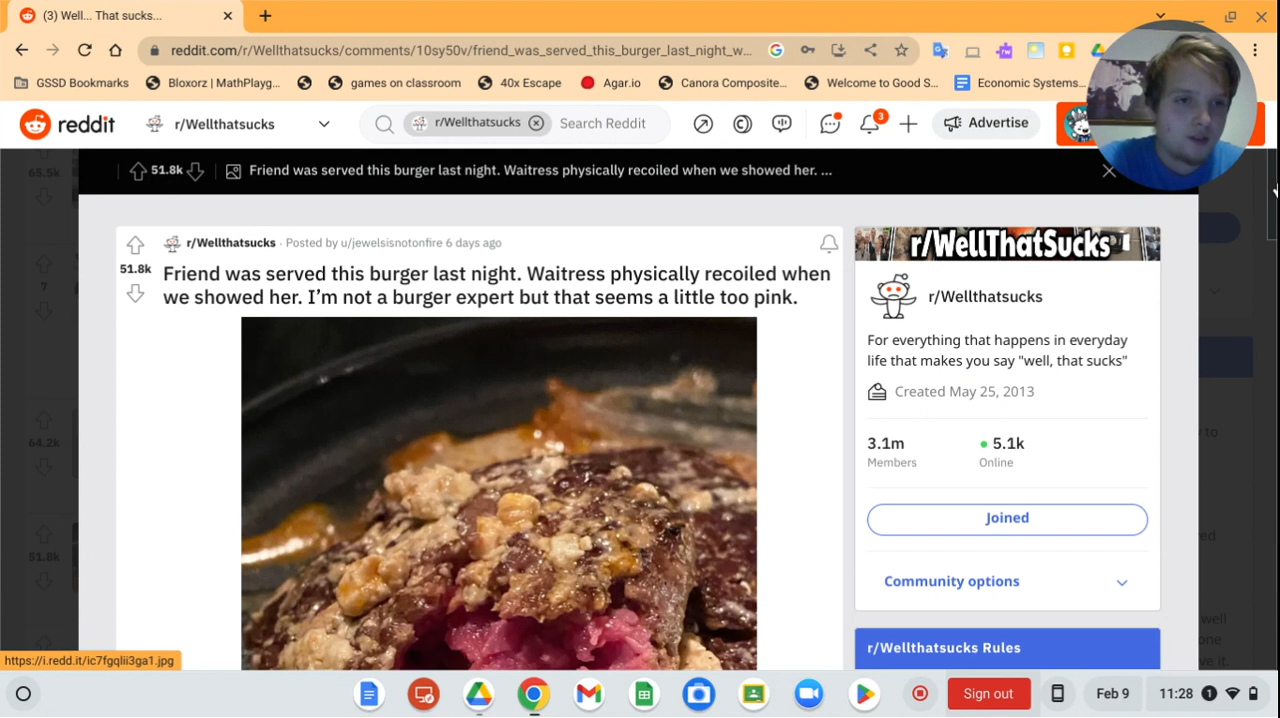 (3) Well... That sucks...
reddit.com/r/Wellthatsucks/comments/10sy50v/friend_was_served_this_burger_last_night_w...
GSSD Bookmarks
Bloxorz | MathPlayg...
games on classroom
40x Escape
Agar.io
Canora Composite...
Welcome to Good S...
Economic Systems...
reddit
r/Wellthatsucks
r/Wellthatsucks
Search Reddit
3
Advertise
65.5k
51.8k
Friend was served this burger last night. Waitress physically recoiled when we showed her. ...
r/Wellthatsucks · Posted by u/jewelsisnotonfire 6 days ago
51.8k
Friend was served this burger last night. Waitress physically recoiled when
we showed her. I'm not a burger expert but that seems a little too pink.
7
64.2k
51.8k
r/WellThatSucks
r/Wellthatsucks
For everything that happens in everyday
life that makes you say "well, that sucks"
Created May 25, 2013
3.1m
5.1k
Members
Online
Joined
Community options
r/Wellthatsucks Rules
https://i.redd.it/ic7fgqlii3ga1.jpg
Sign out
Feb 9
11:28
1